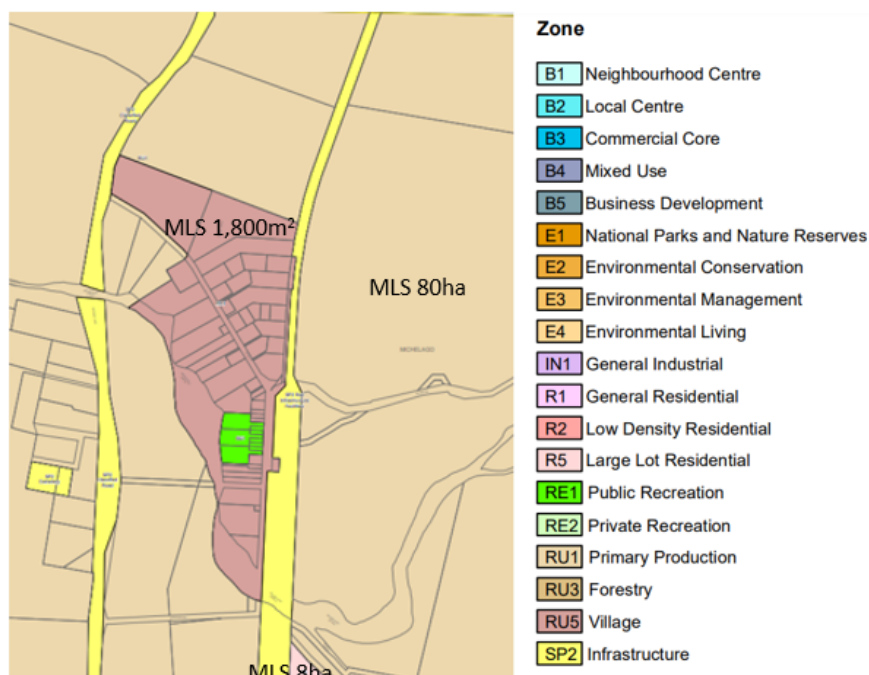 Zone
B1 Neighbourhood Centre
B2 Local Centre
B3 Commercial Core
B4 Mixed Use
B5 Business Development
E1 National Parks and Nature Reserves
E2 Environmental Conservation
E3 Environmental Management
E4 Environmental Living
IN1 General Industrial
R1 General Residential
R2 Low Density Residential
R5 Large Lot Residential
RE1 Public Recreation
RE2 Private Recreation
RU1 Primary Production
RU3 Forestry
RU5 Village
SP2 Infrastructure
MLS 1,800m²
MLS 80ha
MICHELAGO
MLS 8ha